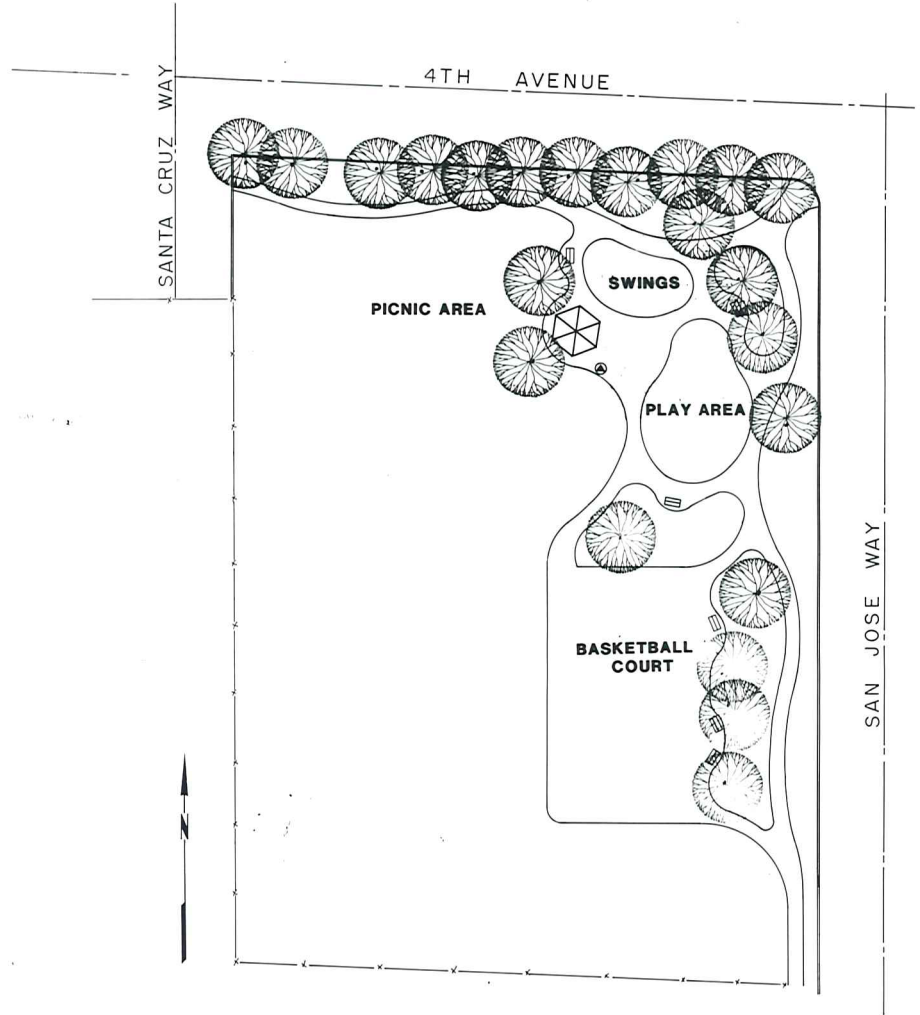 4TH AVENUE
SANTA CRUZ WAY
SWINGS
PICNIC AREA
PLAY AREA
SAN JOSE WAY
BASKETBALL
COURT
N